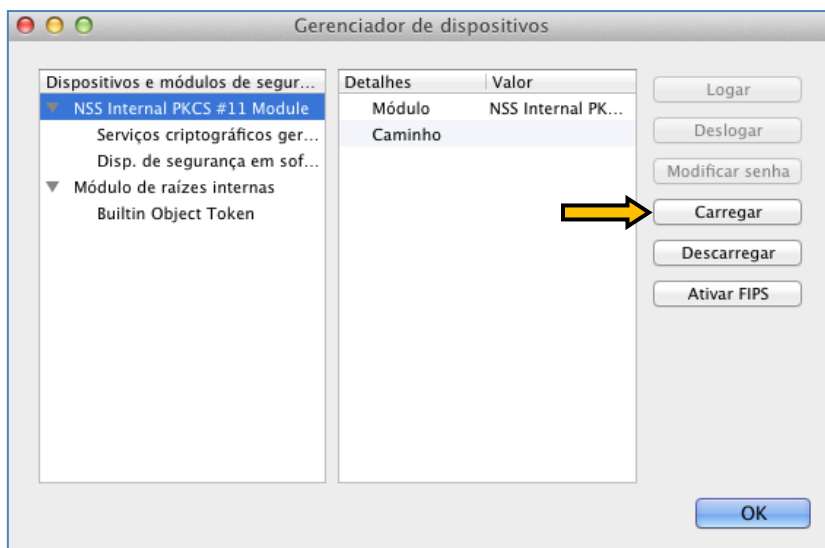 Gerenciador de dispositivos
Dispositivos e módulos de segur...
NSS Internal PKCS #11 Module
Serviços criptográficos ger...
Disp. de segurança em sof...
Módulo de raízes internas
Builtin Object Token
Detalhes Valor
Módulo NSS Internal PK...
Caminho
Logar
Deslogar
Modificar senha
Carregar
Descarregar
Ativar FIPS
OK